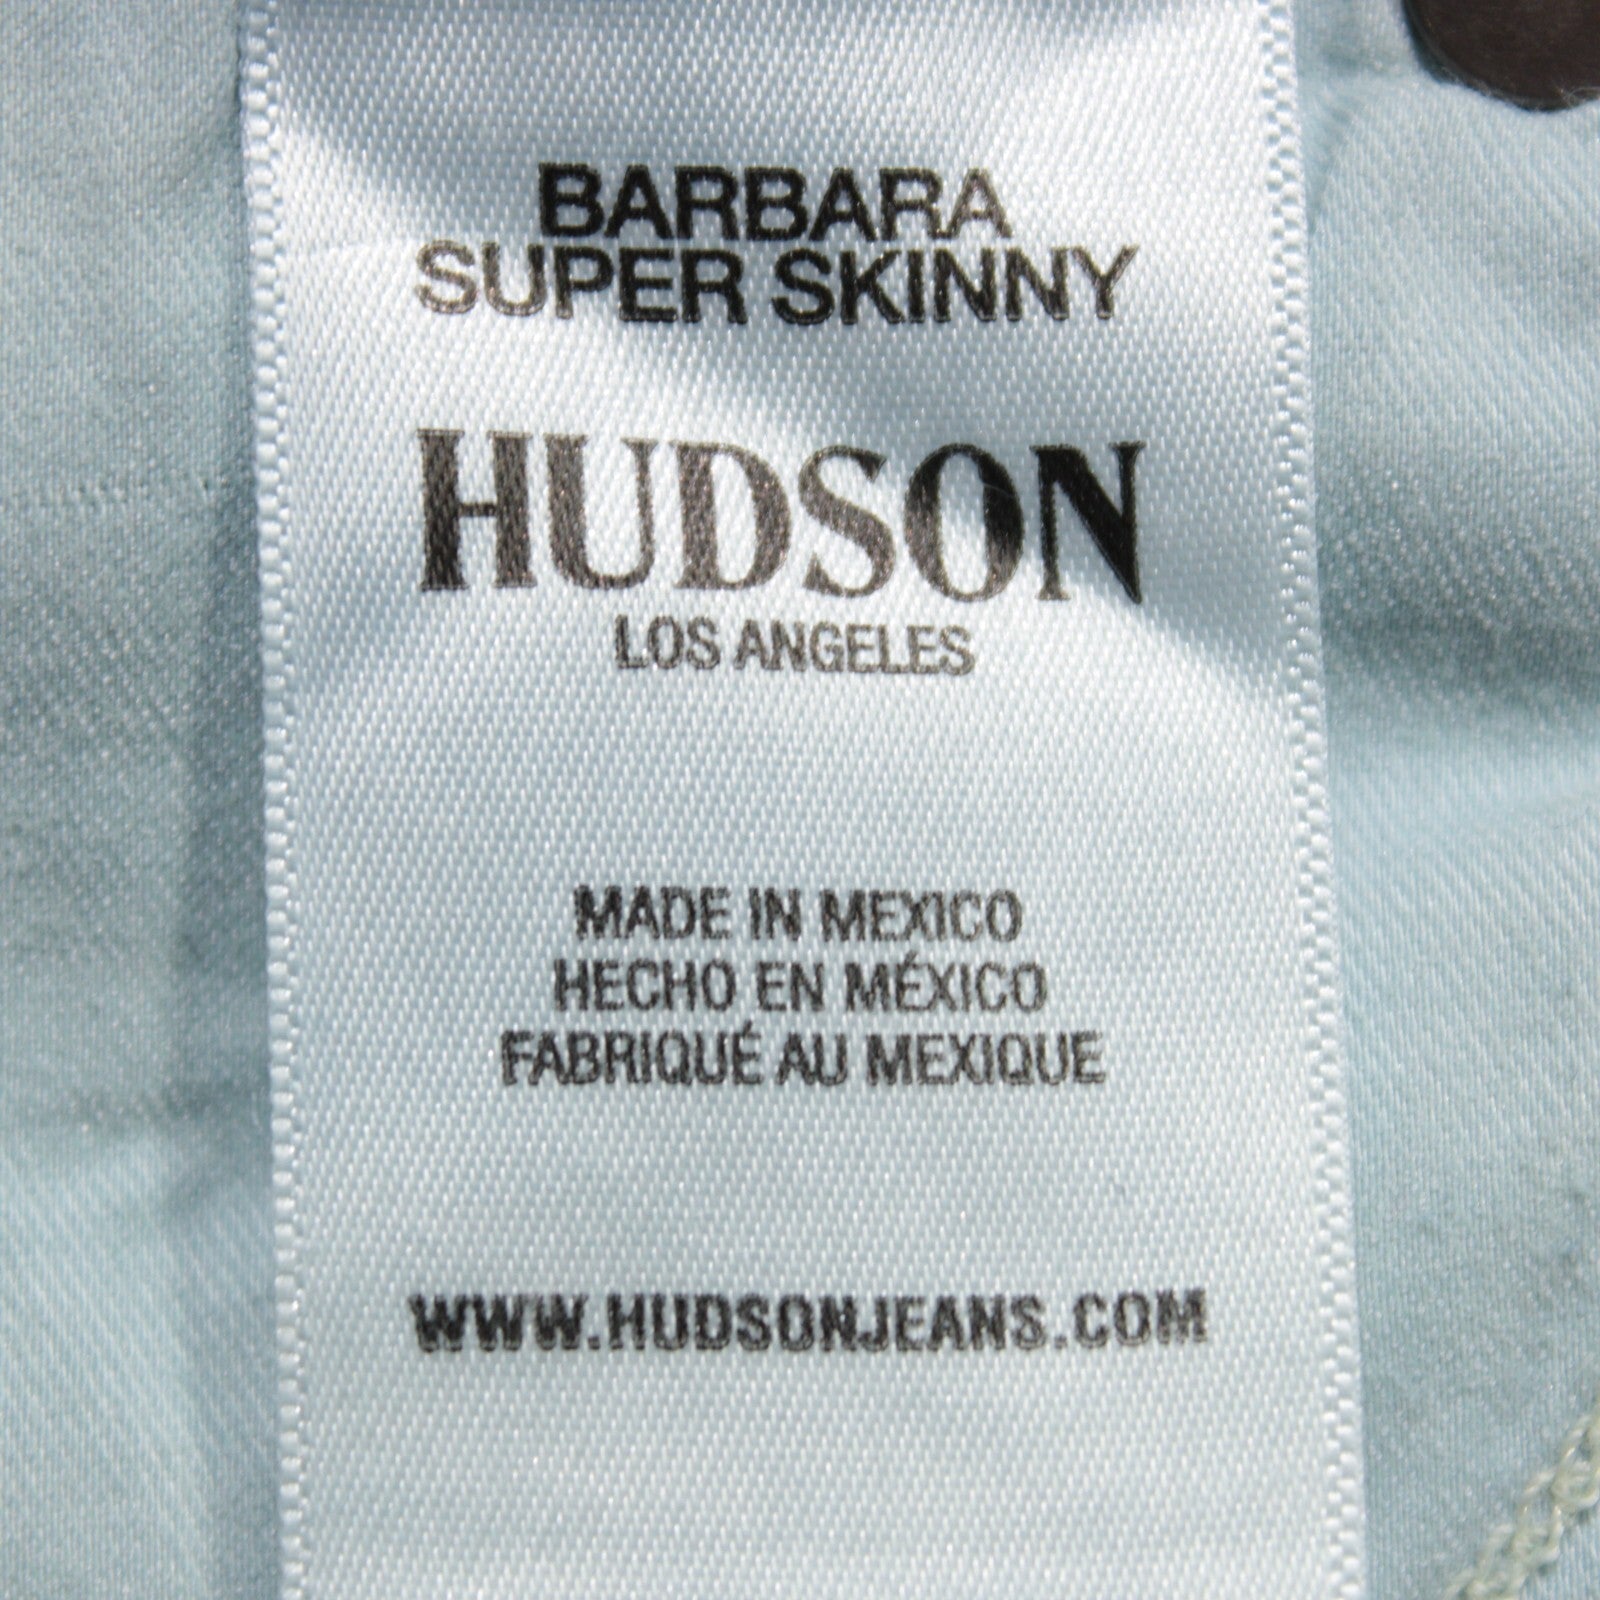 BARBARA
SUPER SKINNY
HUDSON
LOS ANGELES
MADE IN MEXICO
HECHO EN MÉXICO
FABRIQUÉ AU MEXIQUE
WWW.HUDSONJEANS.COM